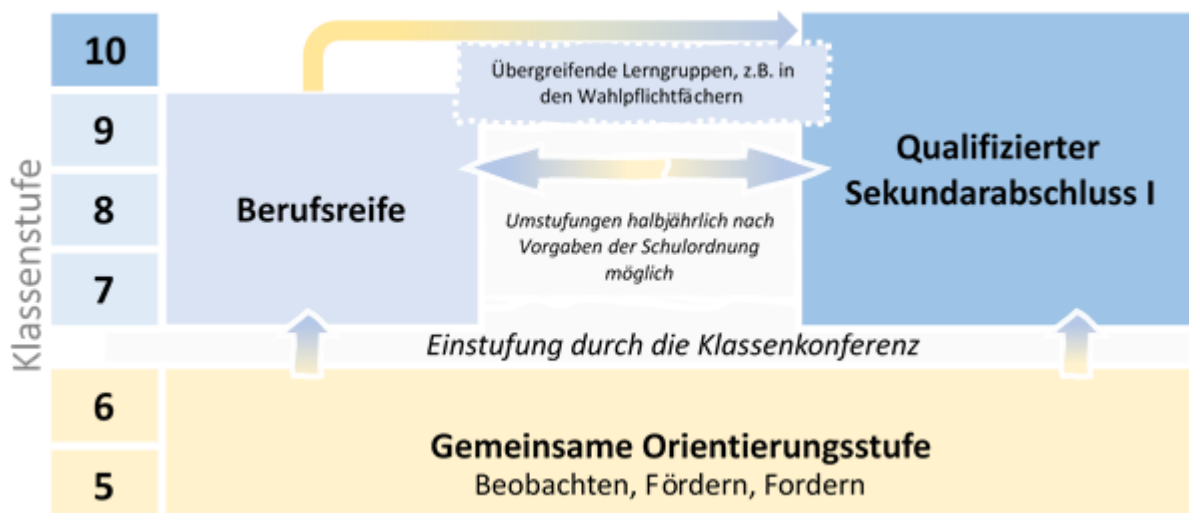 Klassenstufe
10
9
8
7
6
5
Übergreifende Lerngruppen, z.B. in
den Wahlpflichtfächern
Berufsreife
Qualifizierter
Sekundarabschluss I
Umstufungen halbjährlich nach
Vorgaben der Schulordnung
möglich
Einstufung durch die Klassenkonferenz
Gemeinsame Orientierungsstufe
Beobachten, Fördern, Fordern